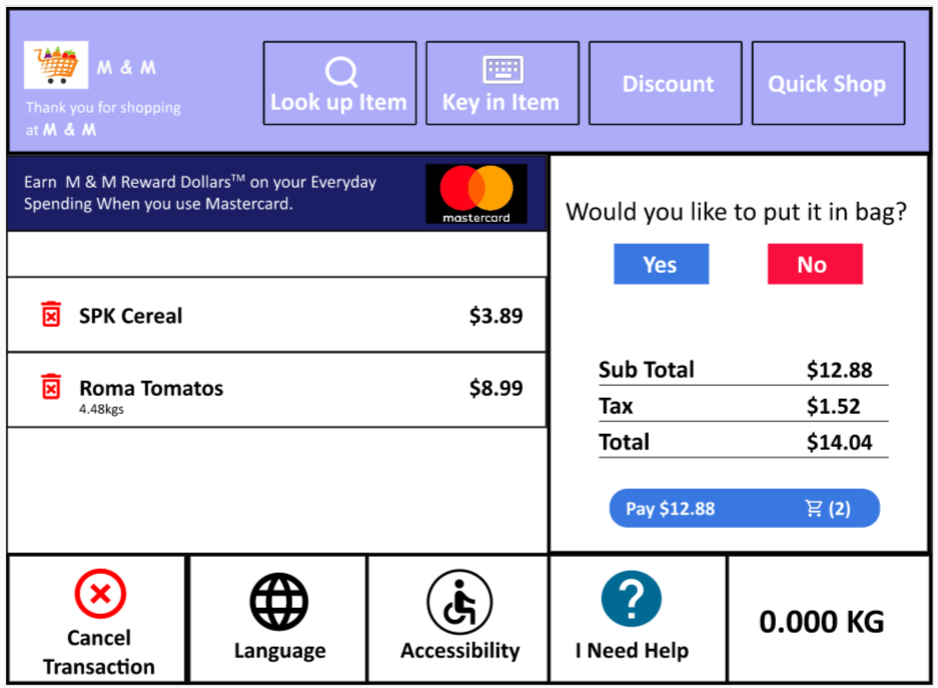 M & M
Thank you for shopping
at M & M
Look up Item
Key in Item
Discount
Quick Shop
Earn M & M Reward Dollars™ on your Everyday
Spending When you use Mastercard.
mastercard
SPK Cereal $3.89
Roma Tomatos $8.99
4.48kgs
Would you like to put it in bag?
Yes No
Sub Total $12.88
Tax $1.52
Total $14.04
Pay $12.88 (2)
Cancel
Transaction
Language
Accessibility
?
I Need Help
0.000 KG